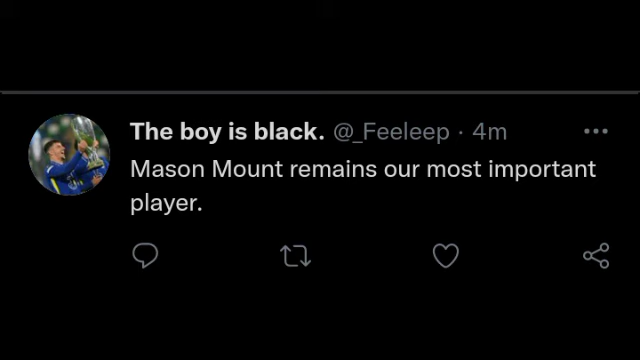 The boy is black. @_Feeleep · 4m
Mason Mount remains our most important
player.